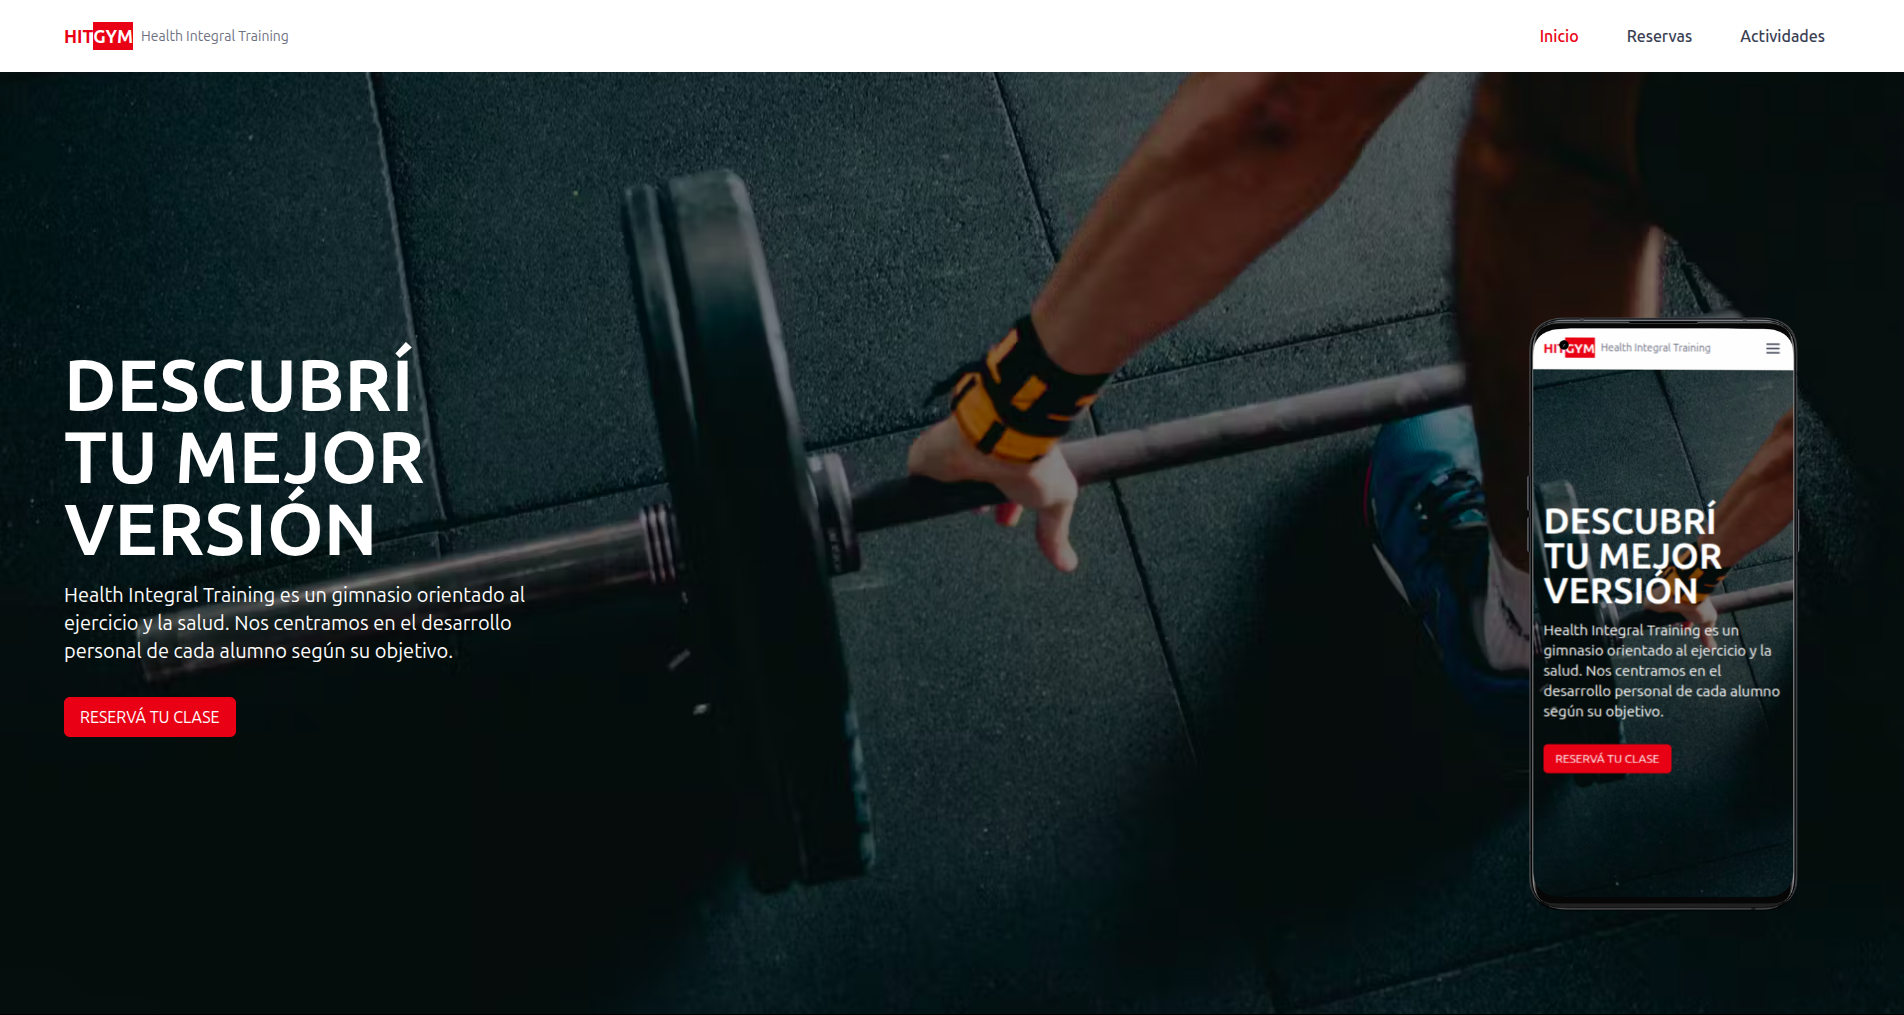 HITGYM Health Integral Training
Inicio Reservas Actividades
DESCUBRÍ
TU MEJOR
VERSIÓN
Health Integral Training es un gimnasio orientado al
ejercicio y la salud. Nos centramos en el desarrollo
personal de cada alumno según su objetivo.
RESERVÁ TU CLASE
HITGYM Health Integral Training
DESCUBRÍ
TU MEJOR
VERSIÓN
Health Integral Training es un
gimnasio orientado al ejercicio y la
salud. Nos centramos en el
desarrollo personal de cada alumno
según su objetivo.
RESERVÁ TU CLASE